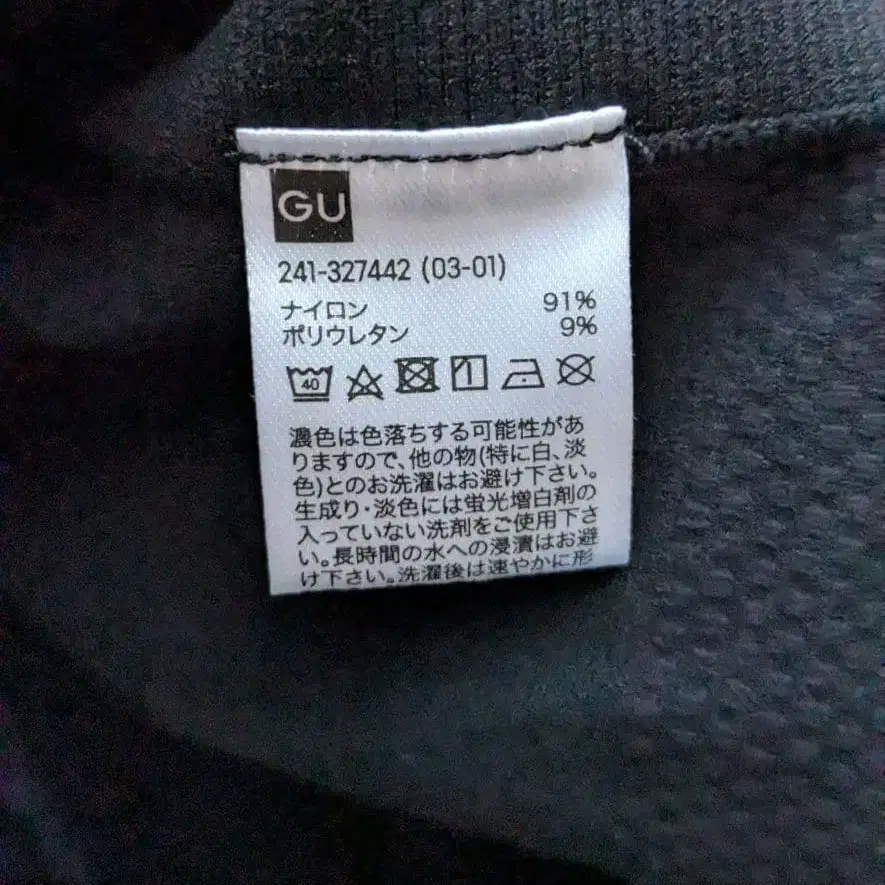 GU
241-327442 (03-01)
ナイロン 91%
ポリウレタン 9%
40
濃色は色落ちする可能性があ
りますので、他の物(特に白、淡
色)とのお洗濯はお避け下さい。
生成り・淡色には蛍光増白剤の
入っていない洗剤をご使用下さ
い。長時間の水への浸漬はお避
け下さい。洗濯後は速やかに形